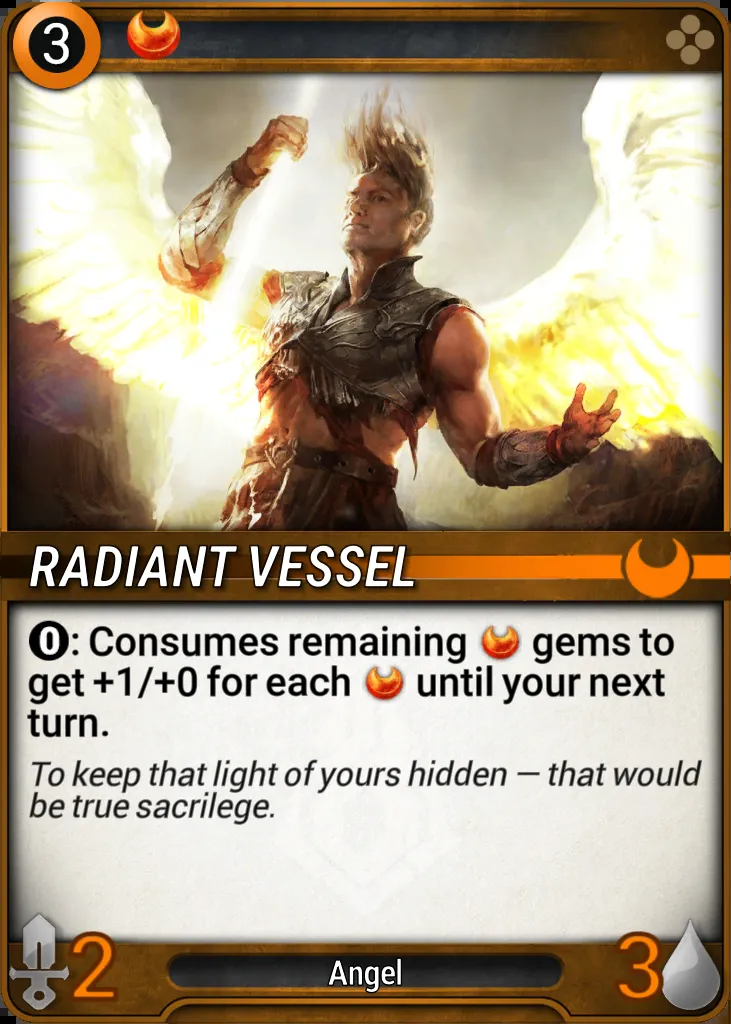 3
RADIANT VESSEL
0: Consumes remaining gems to
get +1/+0 for each until your next
turn.
To keep that light of yours hidden — that would
be true sacrilege.
2 Angel 3